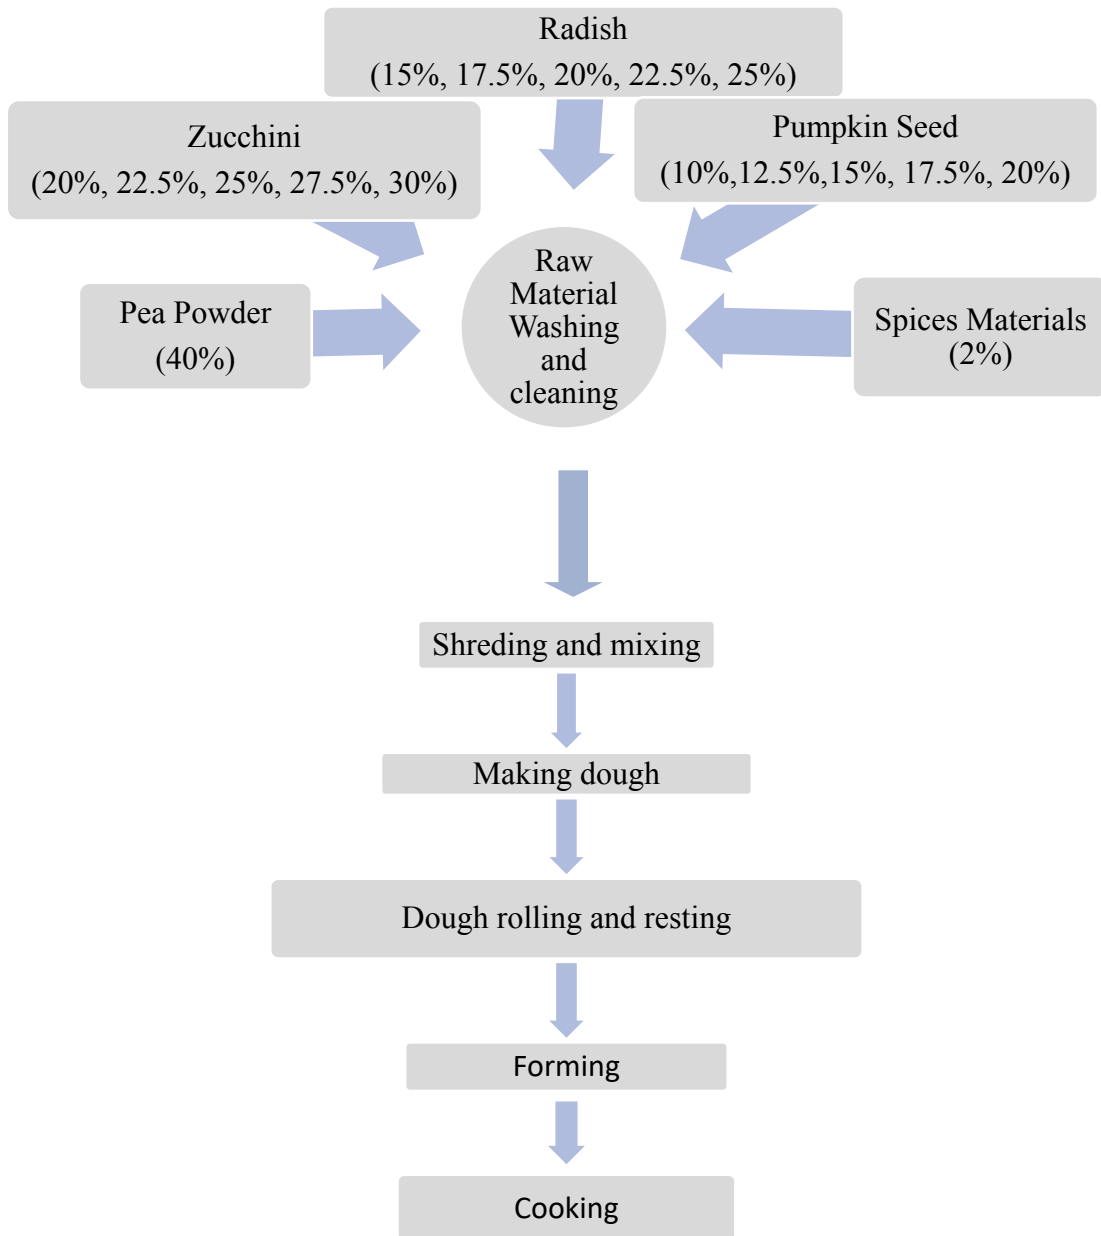 Radish
(15%, 17.5%, 20%, 22.5%, 25%)
Zucchini
(20%, 22.5%, 25%, 27.5%, 30%)
Pumpkin Seed
(10%,12.5%,15%, 17.5%, 20%)
Pea Powder
(40%)
Raw
Material
Washing
and
cleaning
Spices Materials
(2%)
Shreding and mixing
Making dough
Dough rolling and resting
Forming
Cooking